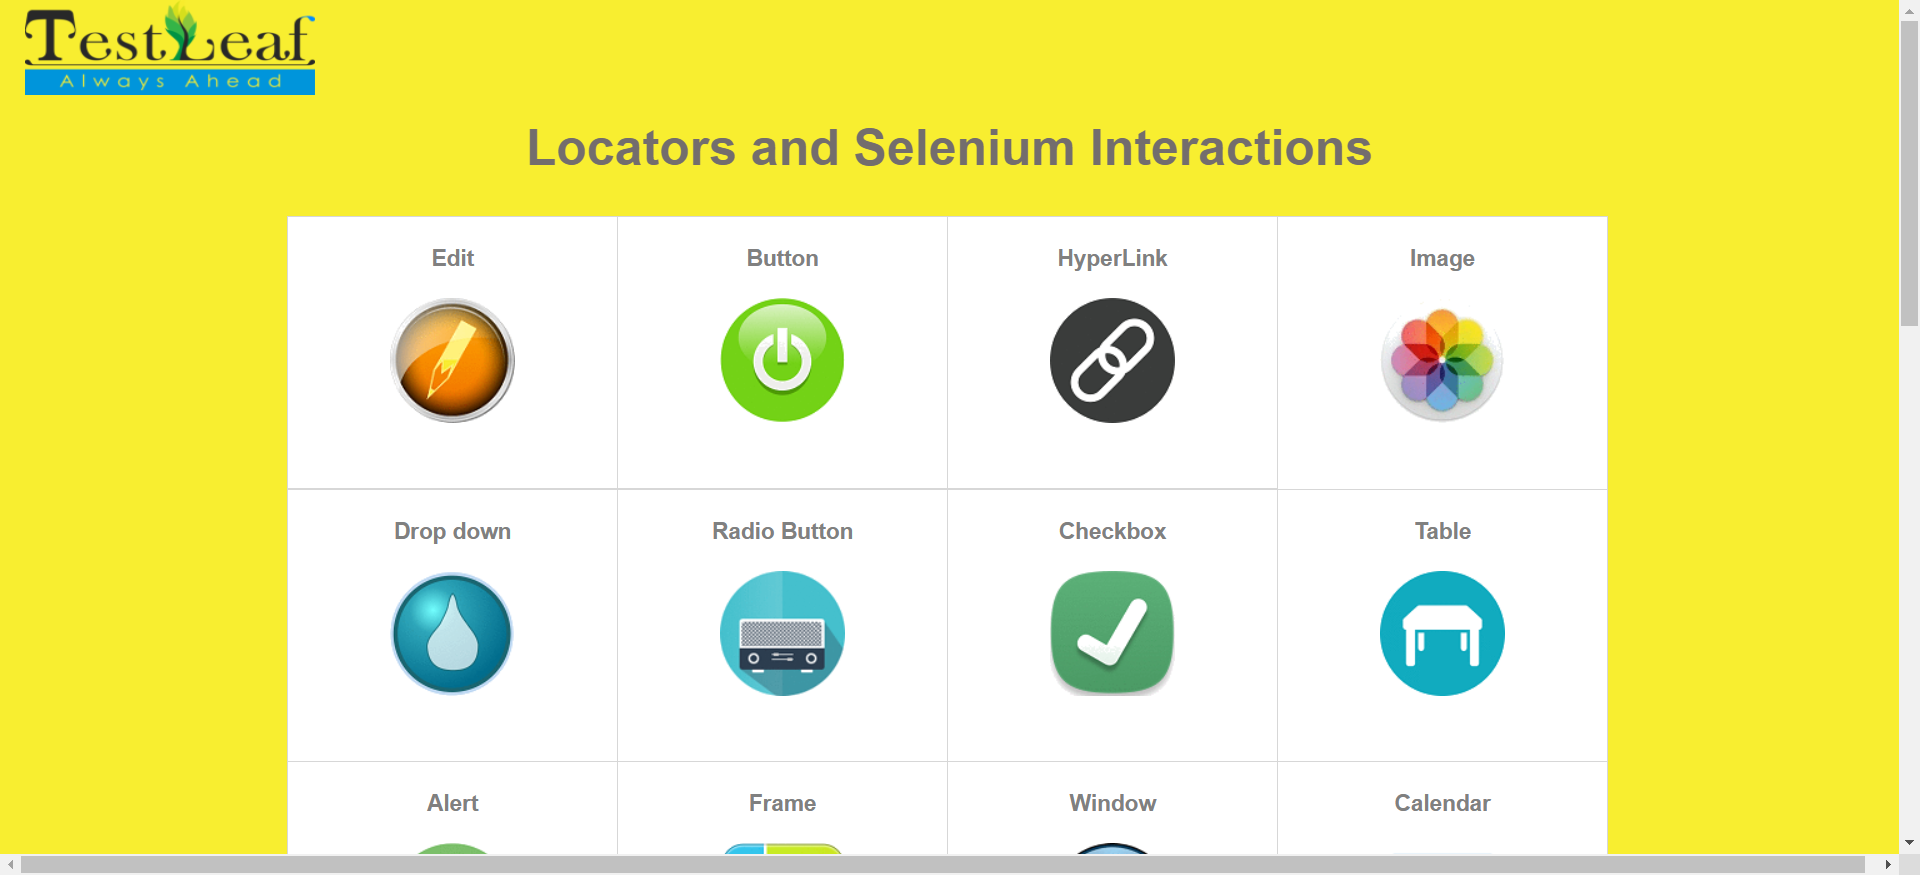 TestLeaf
Always Ahead
Locators and Selenium Interactions
Edit
Button
HyperLink
Image
Drop down
Radio Button
Checkbox
Table
Alert
Frame
Window
Calendar